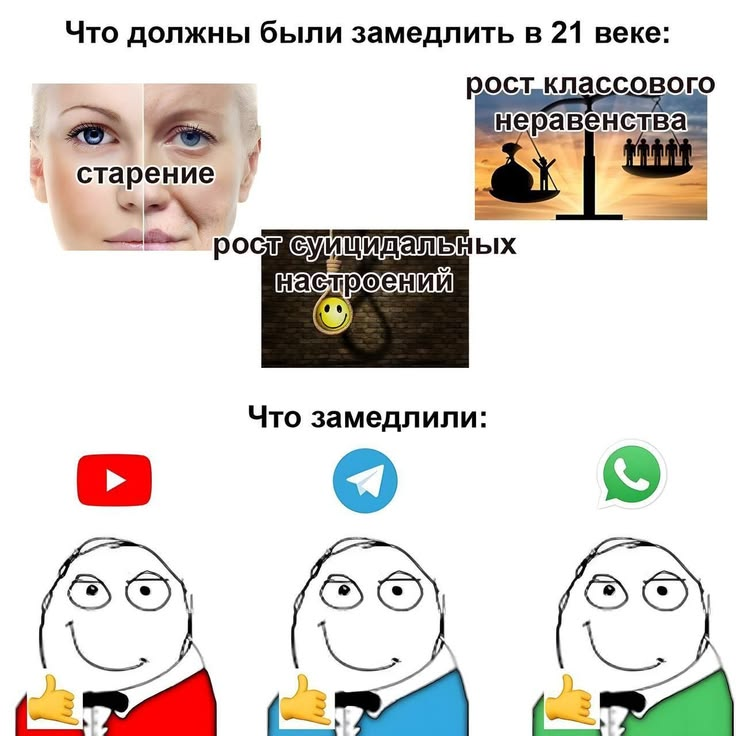 Что должны были замедлить в 21 веке:
рост классового
неравенства
старение
рост суицидальных
настроений
Что замедлили: